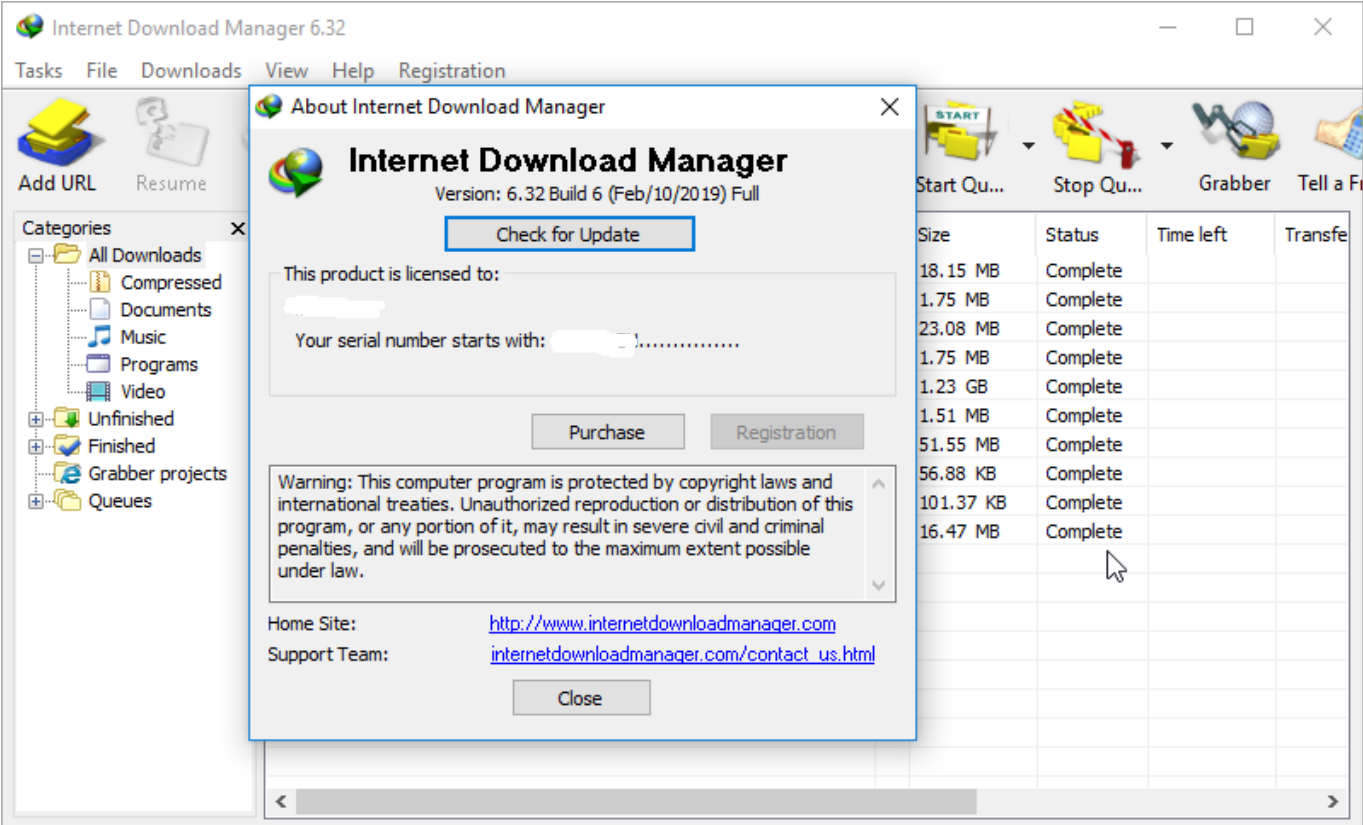 Internet Download Manager 6.32
Tasks File Downloads View Help Registration
Add URL
Resume
Start Qu...
Stop Qu...
Grabber
Tell a Fr
START
Categories
All Downloads
Compressed
Documents
Music
Programs
Video
Unfinished
Finished
Grabber projects
Queues
About Internet Download Manager
Internet Download Manager
Version: 6.32 Build 6 (Feb/10/2019) Full
Check for Update
This product is licensed to:
Your serial number starts with: ...............
Purchase
Registration
Warning: This computer program is protected by copyright laws and
international treaties. Unauthorized reproduction or distribution of this
program, or any portion of it, may result in severe civil and criminal
penalties, and will be prosecuted to the maximum extent possible
under law.
Home Site: http://www.internetdownloadmanager.com
Support Team: internetdownloadmanager.com/contact_us.html
Close
Size Status Time left Transfe
18.15 MB Complete
1.75 MB Complete
23.08 MB Complete
1.75 MB Complete
1.23 GB Complete
1.51 MB Complete
51.55 MB Complete
56.88 KB Complete
101.37 KB Complete
16.47 MB Complete